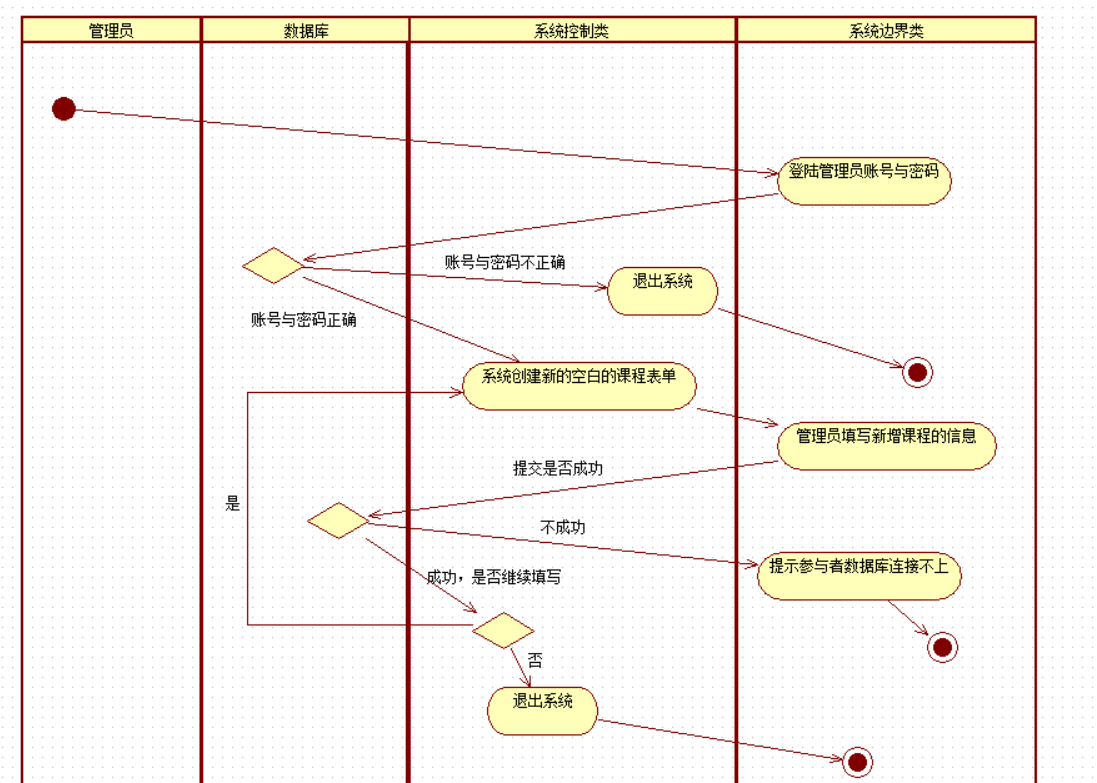 管理员
数据库
系统控制类
系统边界类
登陆管理员账号与密码
账号与密码不正确
退出系统
账号与密码正确
系统创建新的空白的课程表单
管理员填写新增课程的信息
提交是否成功
是
不成功
提示参与者数据库连接不上
成功，是否继续填写
否
退出系统